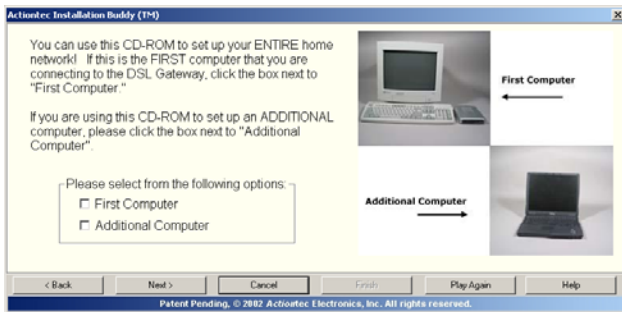 Actiontec Installation Buddy (TM)
You can use this CD-ROM to set up your ENTIRE home
network! If this is the FIRST computer that you are
connecting to the DSL Gateway, click the box next to
"First Computer."
If you are using this CD-ROM to set up an ADDITIONAL
computer, please click the box next to "Additional
Computer".
Please select from the following options:
First Computer
Additional Computer
First Computer
Additional Computer
< Back
Next >
Cancel
Finish
Play Again
Help
Patent Pending, © 2002 Actiontec Electronics, Inc. All rights reserved.